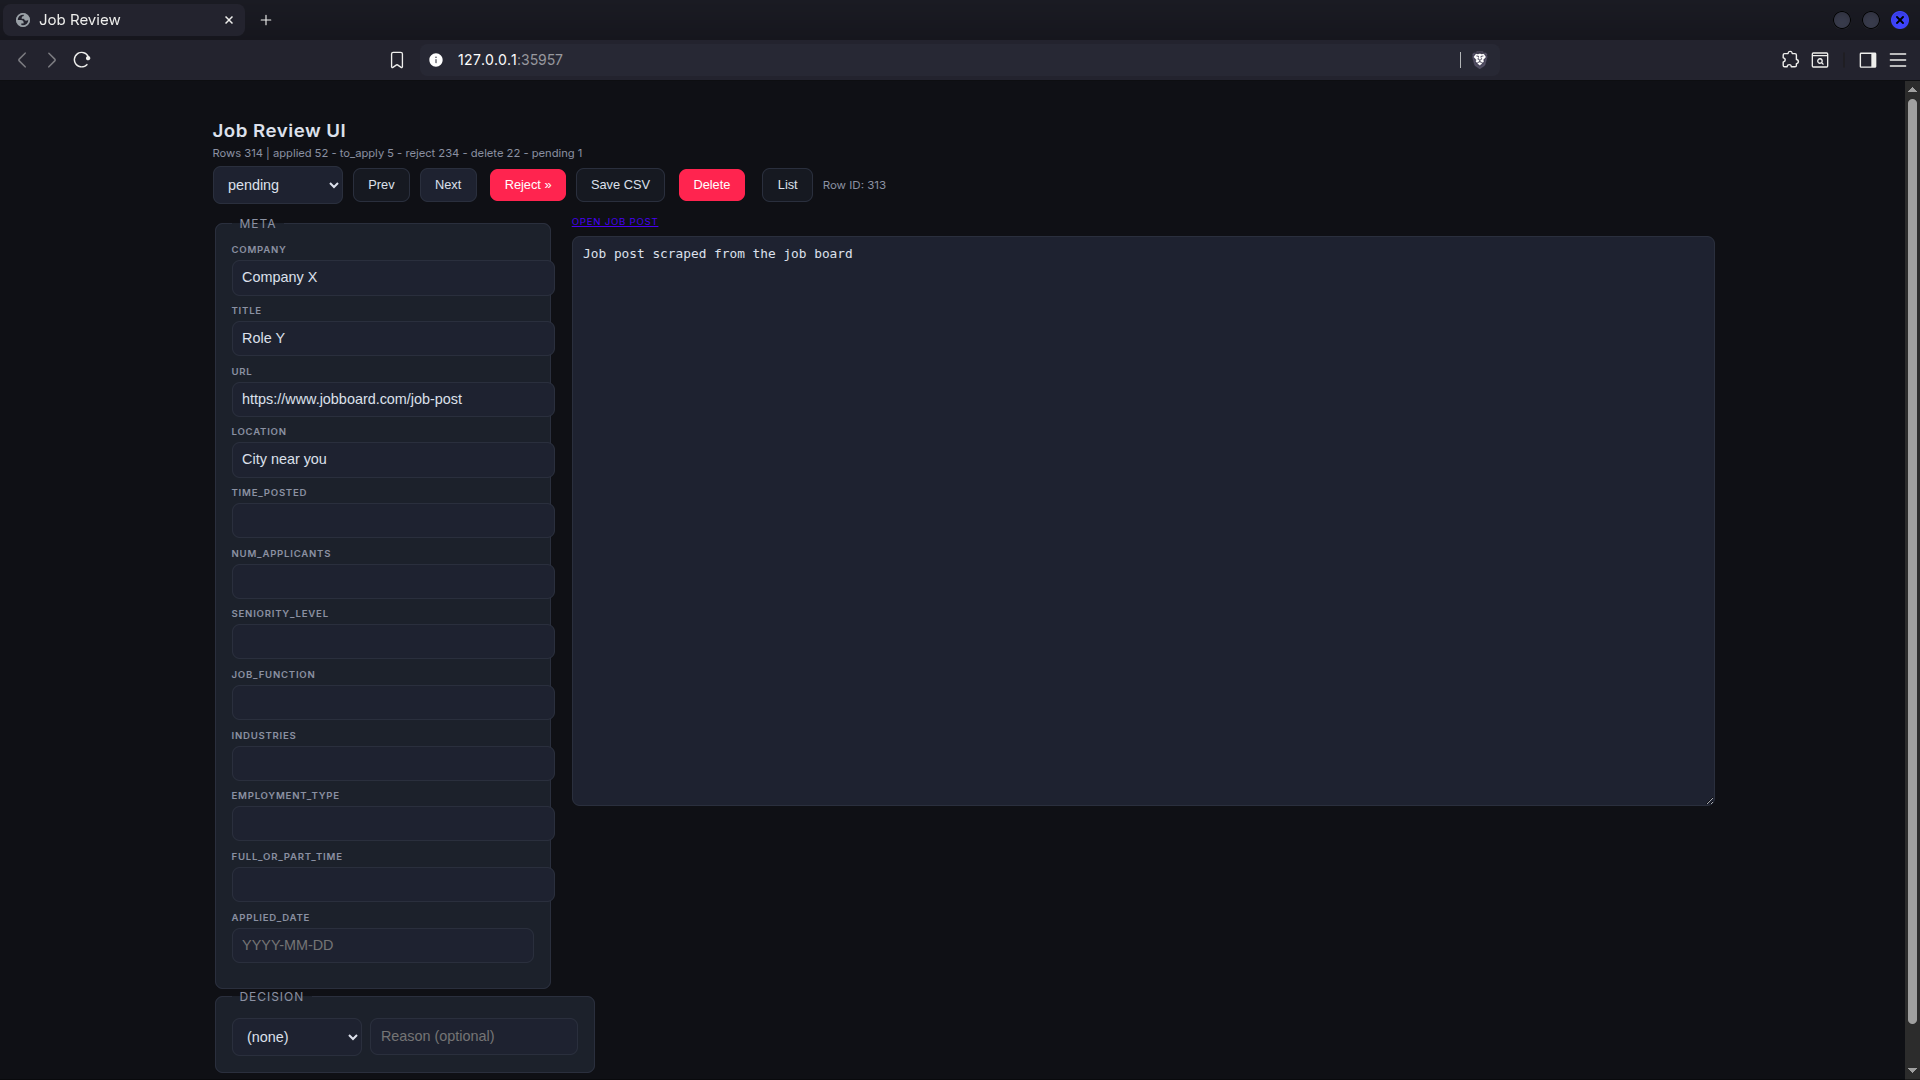 Job Review
127.0.0.1:35957
Job Review UI
Rows 314 | applied 52 - to_apply 5 - reject 234 - delete 22 - pending 1
pending Prev Next Reject » Save CSV Delete List Row ID: 313
META
COMPANY
Company X
TITLE
Role Y
URL
https://www.jobboard.com/job-post
LOCATION
City near you
TIME_POSTED
NUM_APPLICANTS
SENIORITY_LEVEL
JOB_FUNCTION
INDUSTRIES
EMPLOYMENT_TYPE
FULL_OR_PART_TIME
APPLIED_DATE
YYYY-MM-DD
OPEN JOB POST
Job post scraped from the job board
DECISION
(none) Reason (optional)